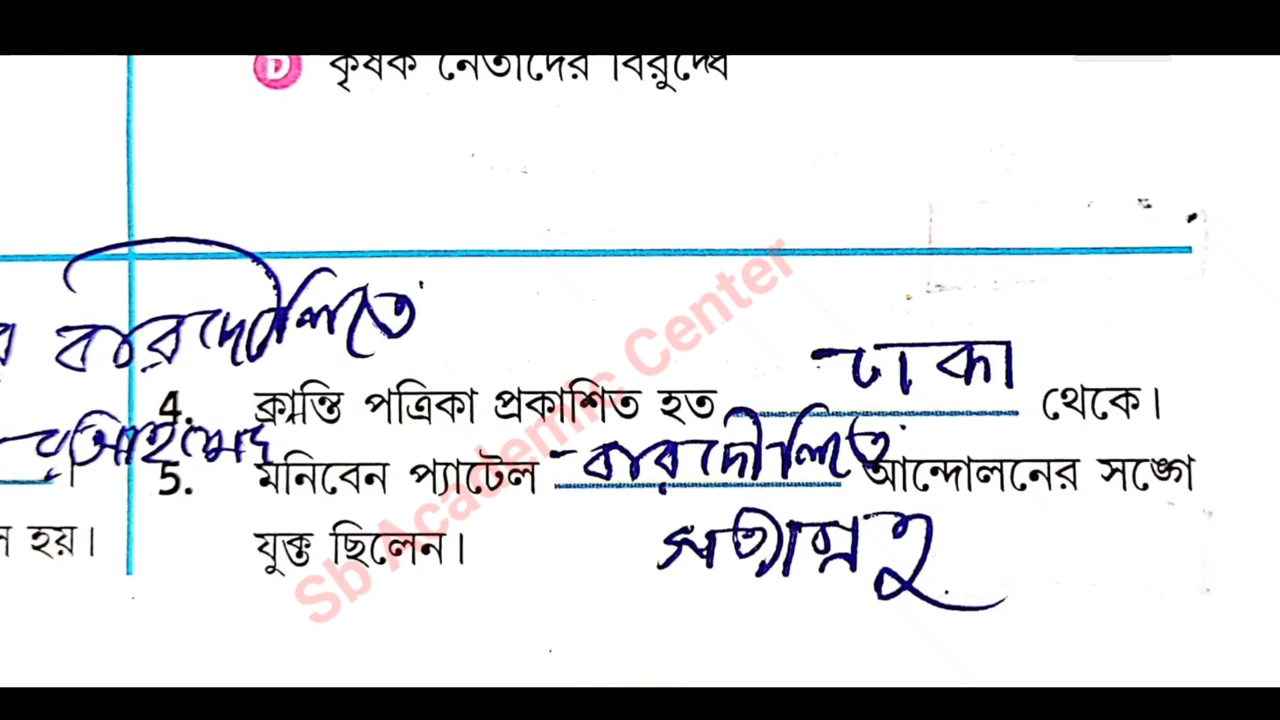 D কৃষক নেতাদের বিরুদ্ধে
বারদৌলিতে
ঢাকা
4. ক্রান্তি পত্রিকা প্রকাশিত হত থেকে।
বারদৌলিতে
5. মনিবেন প্যাটেল আন্দোলনের সঙ্গে
যুক্ত ছিলেন।
সত্যাগ্রহ
হয়।
Sb Academic Center